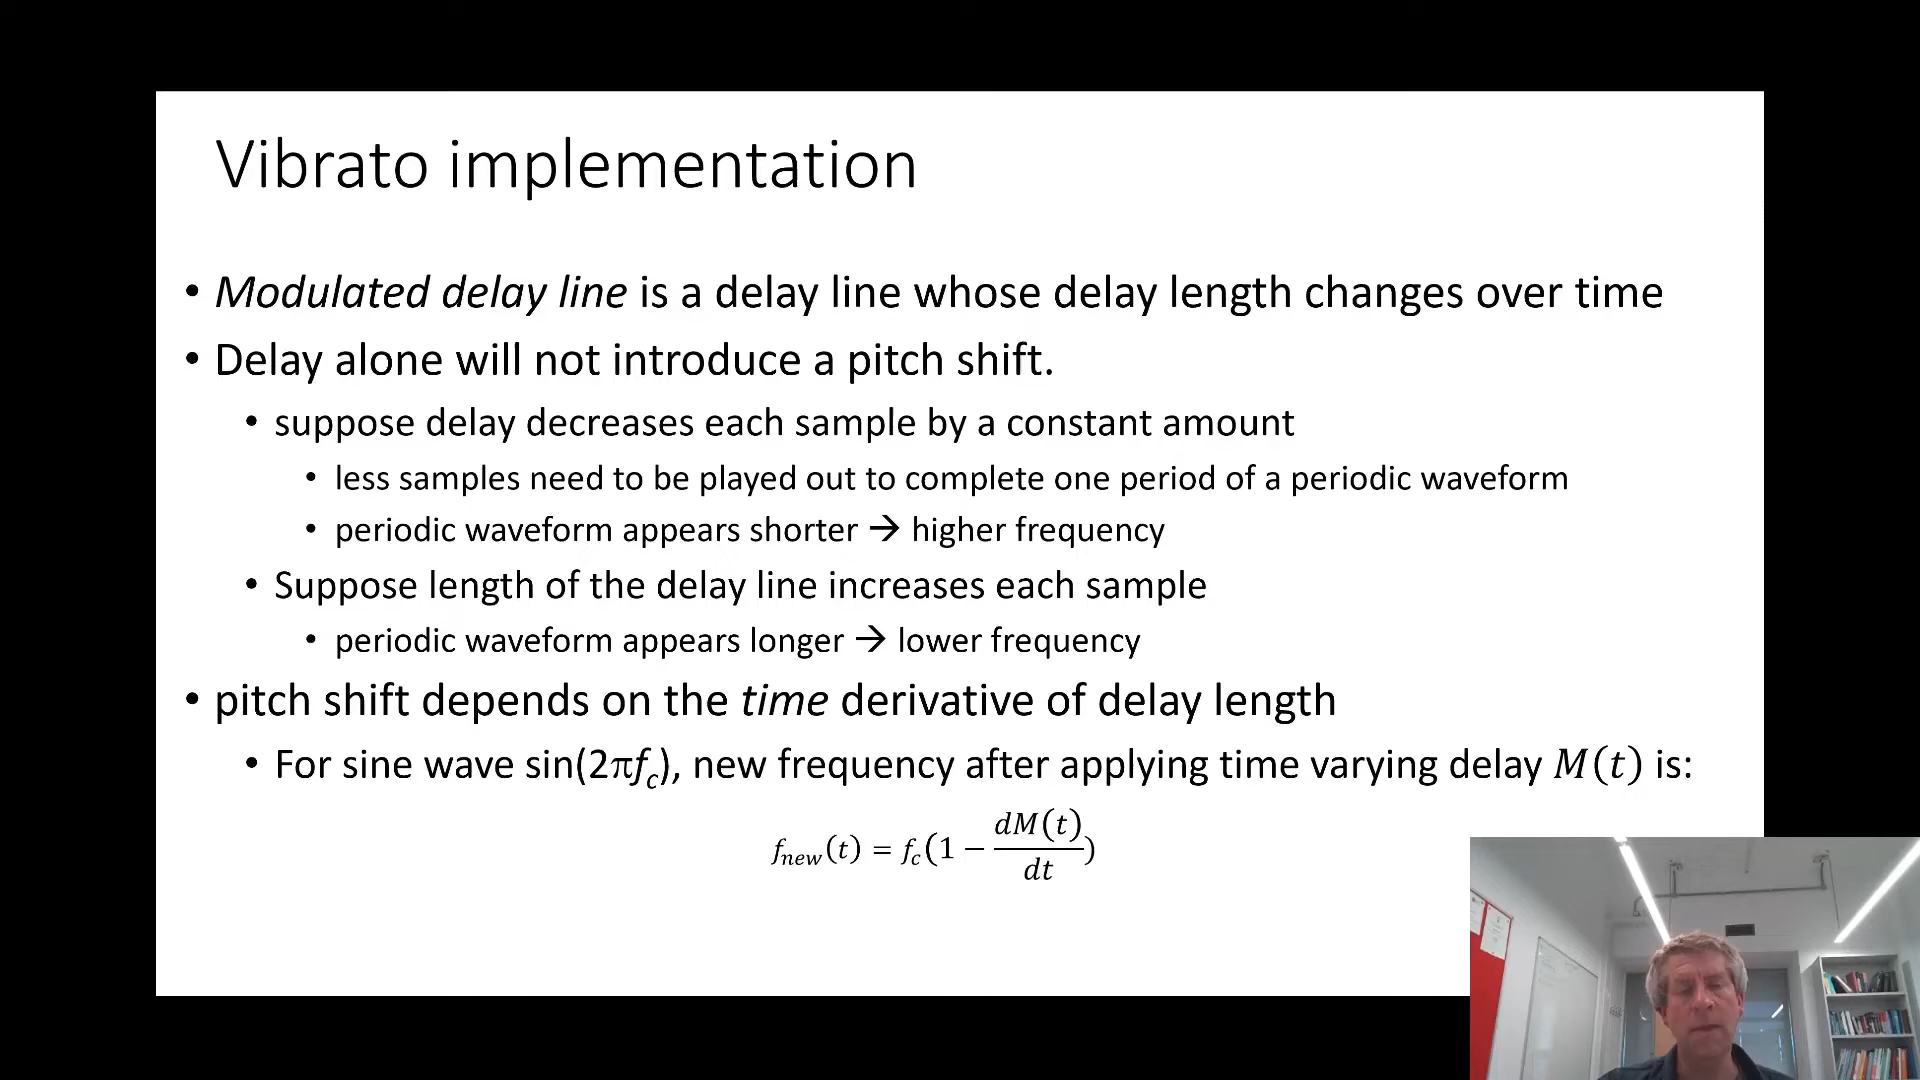 Vibrato implementation
• Modulated delay line is a delay line whose delay length changes over time
• Delay alone will not introduce a pitch shift.
• suppose delay decreases each sample by a constant amount
• less samples need to be played out to complete one period of a periodic waveform
• periodic waveform appears shorter → higher frequency
• Suppose length of the delay line increases each sample
• periodic waveform appears longer → lower frequency
• pitch shift depends on the time derivative of delay length
• For sine wave sin(2πf_c), new frequency after applying time varying delay M(t) is:
f_new(t) = f_c(1 − dM(t)/dt)